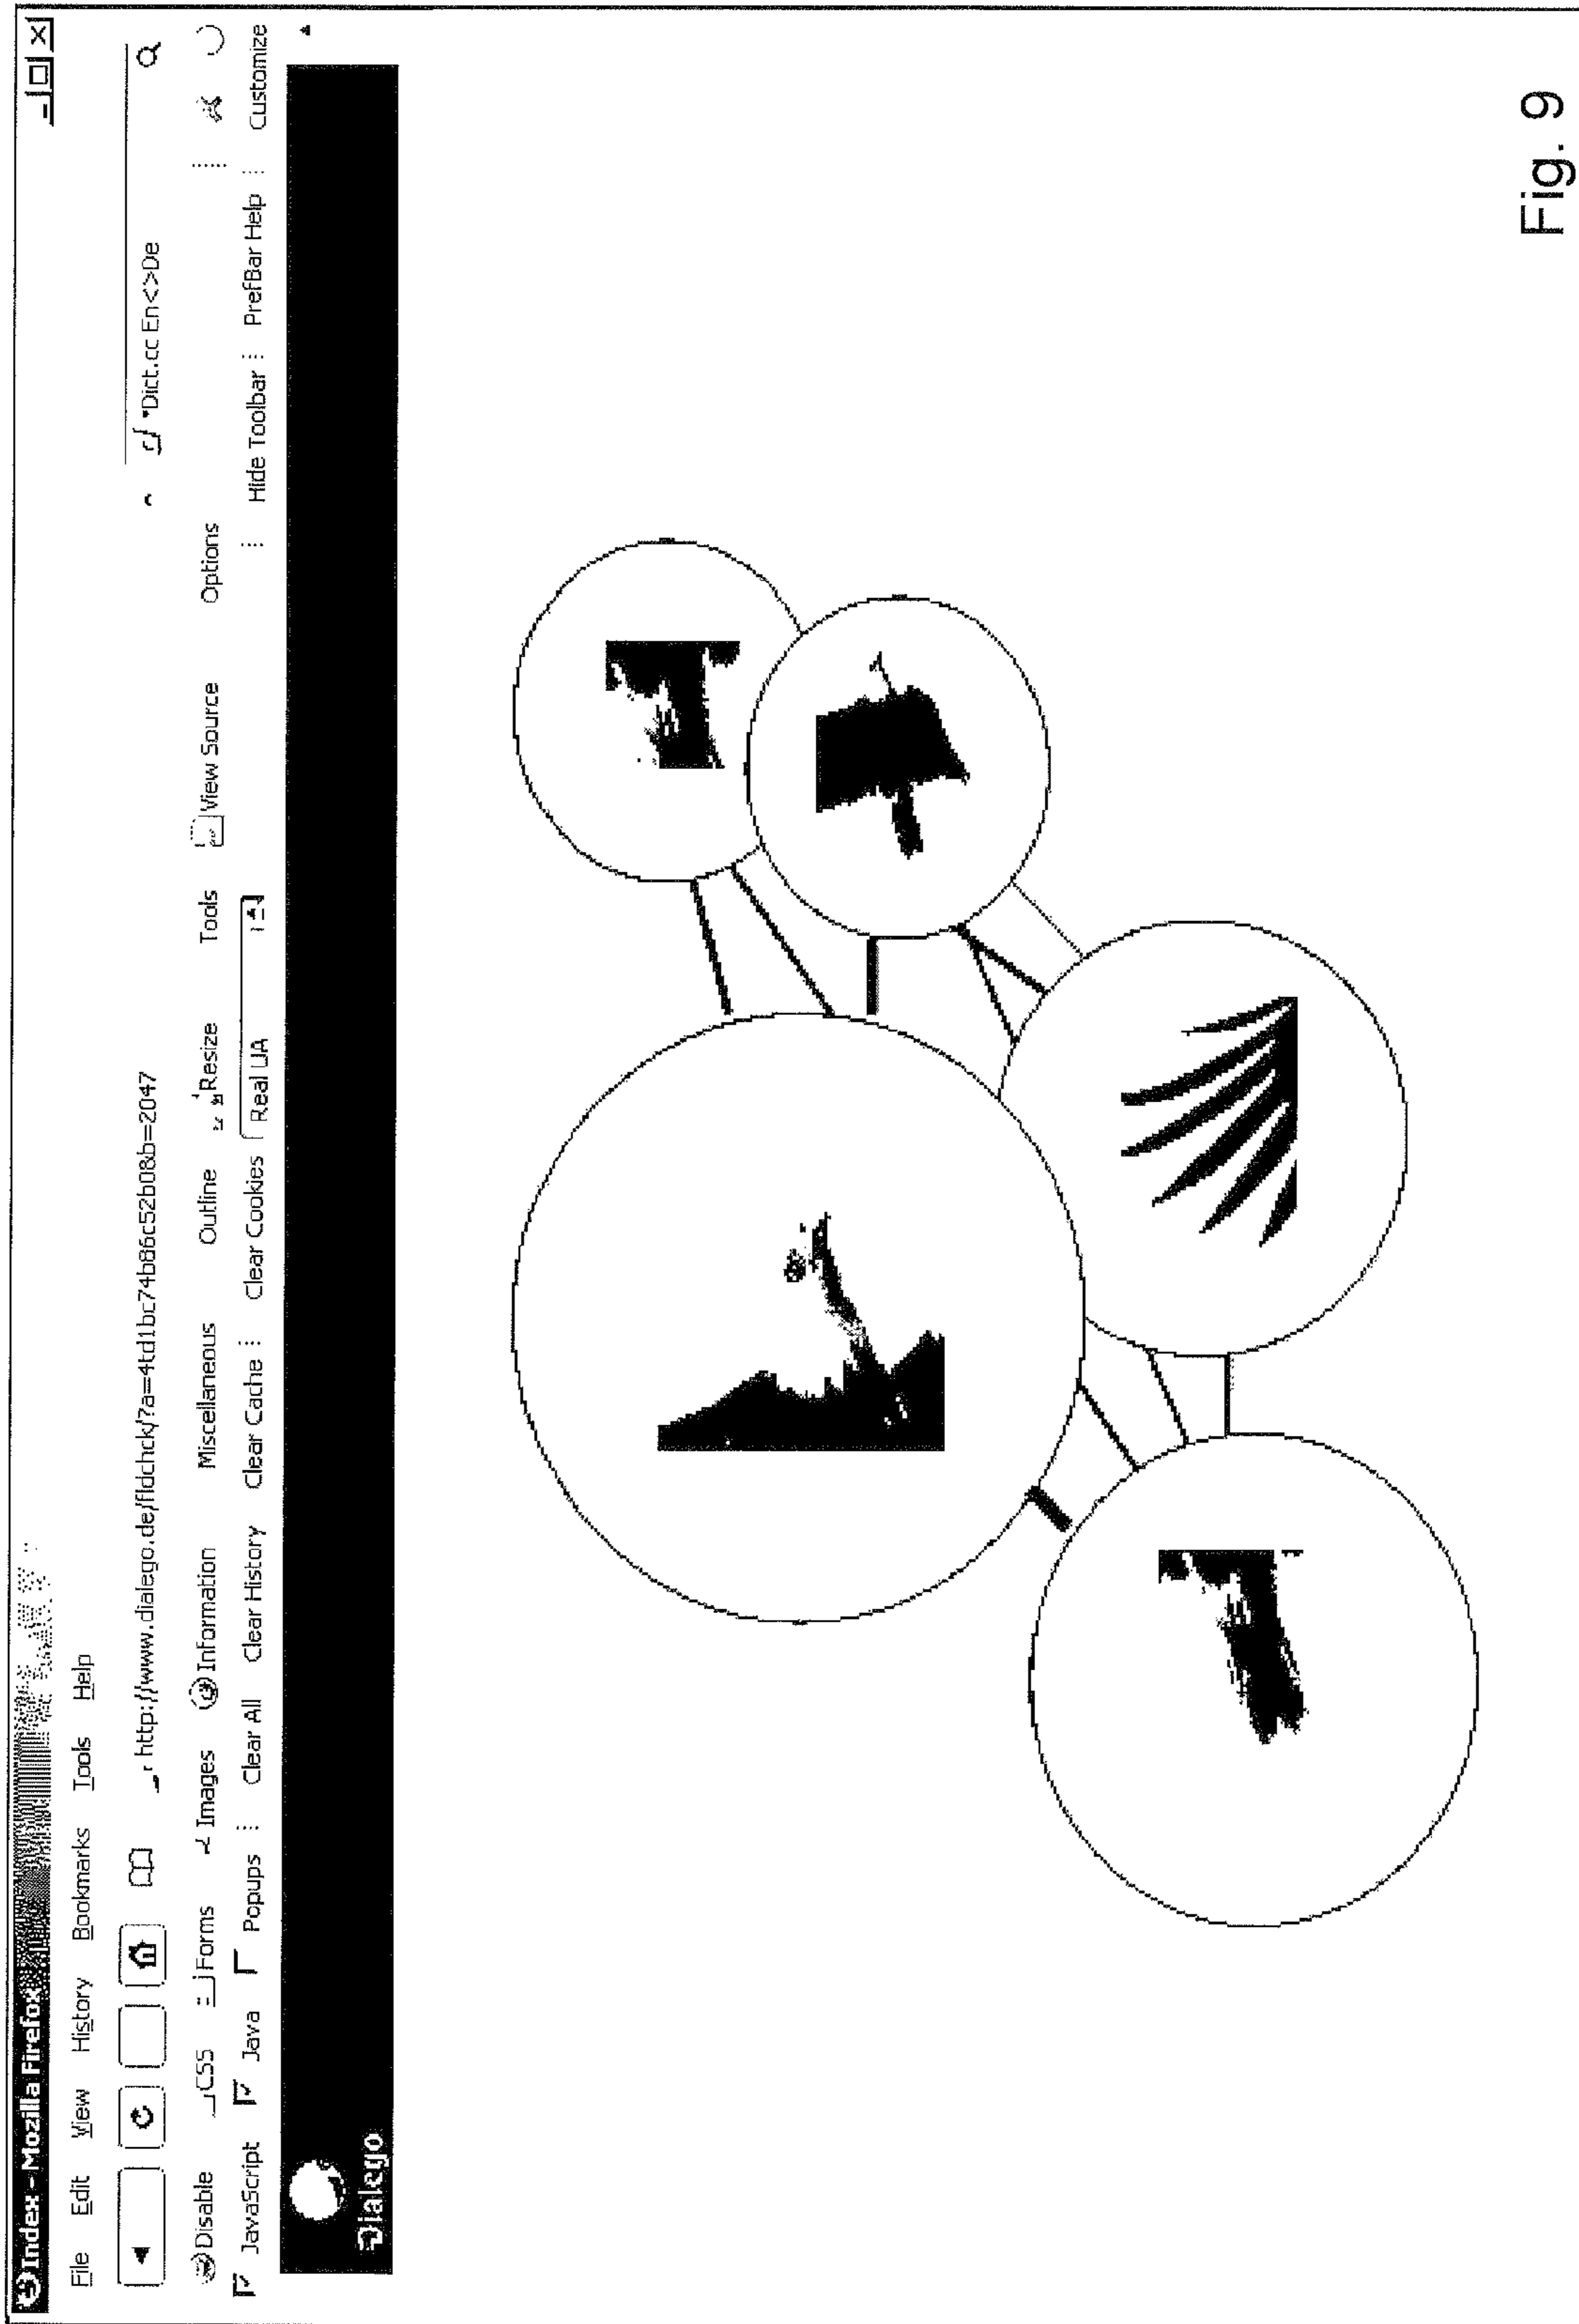 Index - Mozilla Firefox
File Edit View History Bookmarks Tools Help
http://www.dialego.de/fldchck/?a=4td1bc74b86c52b0&b=2047 *Dict.cc En<>De
Disable CSS Forms Images Information Miscellaneous Outline Resize Tools View Source Options
JavaScript Java Popups Clear All Clear History Clear Cache Clear Cookies Real UA Hide Toolbar PrefBar Help Customize
Dialego
Fig. 9